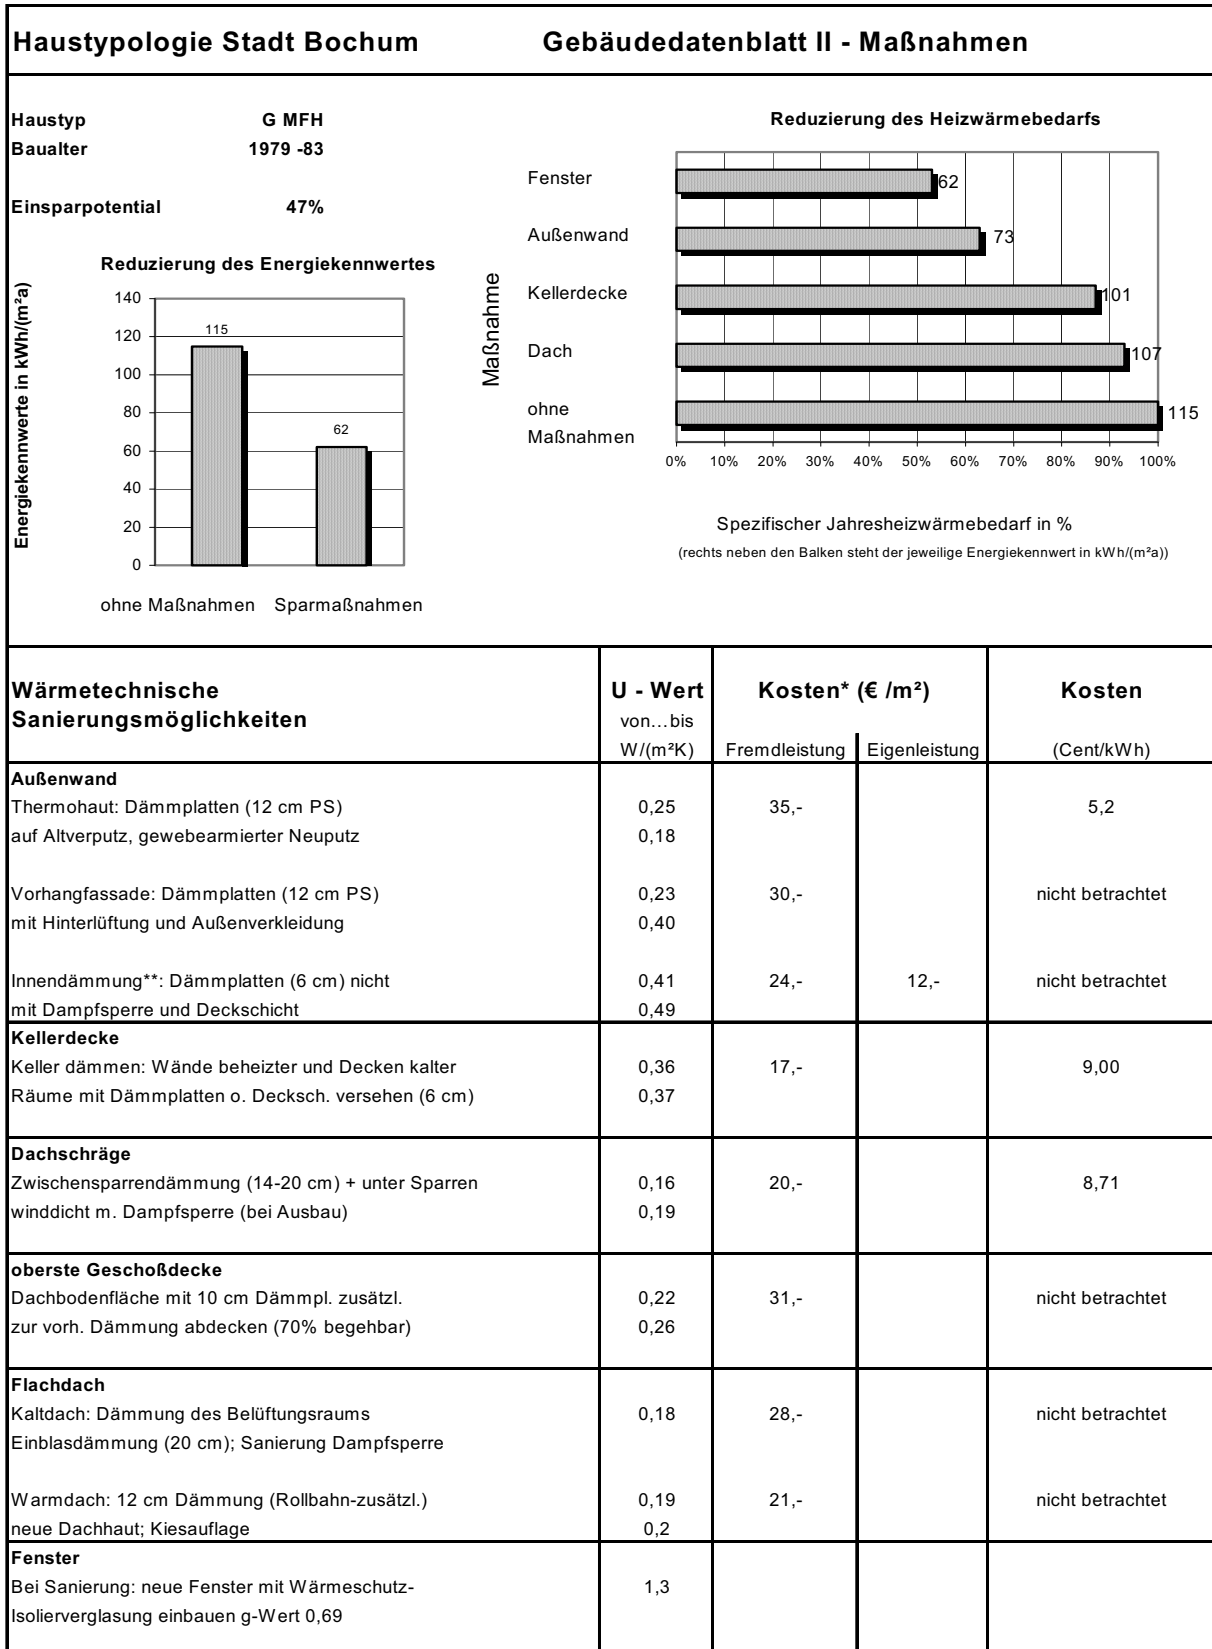 Haustypologie Stadt Bochum Gebäudedatenblatt II - Maßnahmen
Haustyp G MFH
Baualter 1979 -83
Einsparpotential 47%
Reduzierung des Energiekennwertes
Energiekennwerte in kWh/(m²a)
140
120
100
80
60
40
20
0
115
62
ohne Maßnahmen Sparmaßnahmen
Reduzierung des Heizwärmebedarfs
Maßnahme
Fenster 62
Außenwand 73
Kellerdecke 101
Dach 107
ohne
Maßnahmen 115
0% 10% 20% 30% 40% 50% 60% 70% 80% 90% 100%
Spezifischer Jahresheizwärmebedarf in %
(rechts neben den Balken steht der jeweilige Energiekennwert in kWh/(m²a))
Wärmetechnische U - Wert Kosten* (€ /m²) Kosten
Sanierungsmöglichkeiten von...bis
W/(m²K) Fremdleistung Eigenleistung (Cent/kWh)
Außenwand
Thermohaut: Dämmplatten (12 cm PS) 0,25 35,- 5,2
auf Altverputz, gewebearmierter Neuputz 0,18
Vorhangfassade: Dämmplatten (12 cm PS) 0,23 30,- nicht betrachtet
mit Hinterlüftung und Außenverkleidung 0,40
Innendämmung**: Dämmplatten (6 cm) nicht 0,41 24,- 12,- nicht betrachtet
mit Dampfsperre und Deckschicht 0,49
Kellerdecke
Keller dämmen: Wände beheizter und Decken kalter 0,36 17,- 9,00
Räume mit Dämmplatten o. Decksch. versehen (6 cm) 0,37
Dachschräge
Zwischensparrendämmung (14-20 cm) + unter Sparren 0,16 20,- 8,71
winddicht m. Dampfsperre (bei Ausbau) 0,19
oberste Geschoßdecke
Dachbodenfläche mit 10 cm Dämmpl. zusätzl. 0,22 31,- nicht betrachtet
zur vorh. Dämmung abdecken (70% begehbar) 0,26
Flachdach
Kaltdach: Dämmung des Belüftungsraums 0,18 28,- nicht betrachtet
Einblasdämmung (20 cm); Sanierung Dampfsperre
Warmdach: 12 cm Dämmung (Rollbahn-zusätzl.) 0,19 21,- nicht betrachtet
neue Dachhaut; Kiesauflage 0,2
Fenster
Bei Sanierung: neue Fenster mit Wärmeschutz- 1,3
Isolierverglasung einbauen g-Wert 0,69